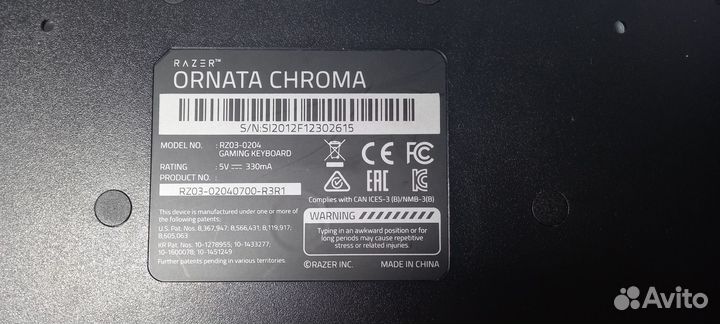 RAZER™
ORNATA CHROMA
S/N:SI2012F12302615
MODEL NO. : RZ03-0204
GAMING KEYBOARD
RATING : 5V 330mA
PRODUCT NO. :
RZ03-02040700-R3R1
This device is manufactured under one or more of
the following patents:
U.S. Pat. Nos. 8,367,947; 8,566,431; 8,119,917;
8,605,063
KR Pat. Nos. 10-1278955; 10-1433277;
10-1600078; 10-1451249
Further patents pending in various territories.
CE FC
EAC
Complies with CAN ICES-3 (B)/NMB-3(B)
WARNING
Typing in an awkward position or for
long periods may cause repetitive
stress or related injuries.
©RAZER INC. MADE IN CHINA
Avito